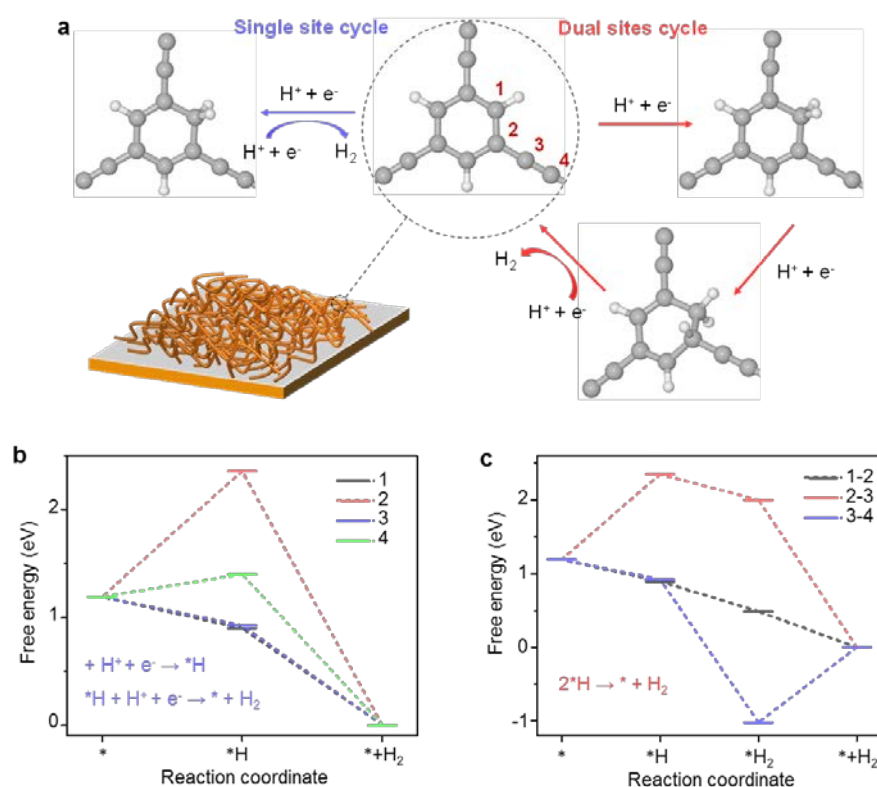 a
Single site cycle
Dual sites cycle
H⁺ + e⁻
H⁺ + e⁻
H₂
1
2
3
4
H⁺ + e⁻
H⁺ + e⁻
H₂
H⁺ + e⁻
b
Free energy (eV)
2
1
0
1
2
3
4
+ H⁺ + e⁻ → *H
*H + H⁺ + e⁻ → * + H₂
*
*H
*+H₂
Reaction coordinate
c
Free energy (eV)
2
1
0
-1
1-2
2-3
3-4
2*H → * + H₂
*
*H
*H₂
*+H₂
Reaction coordinate